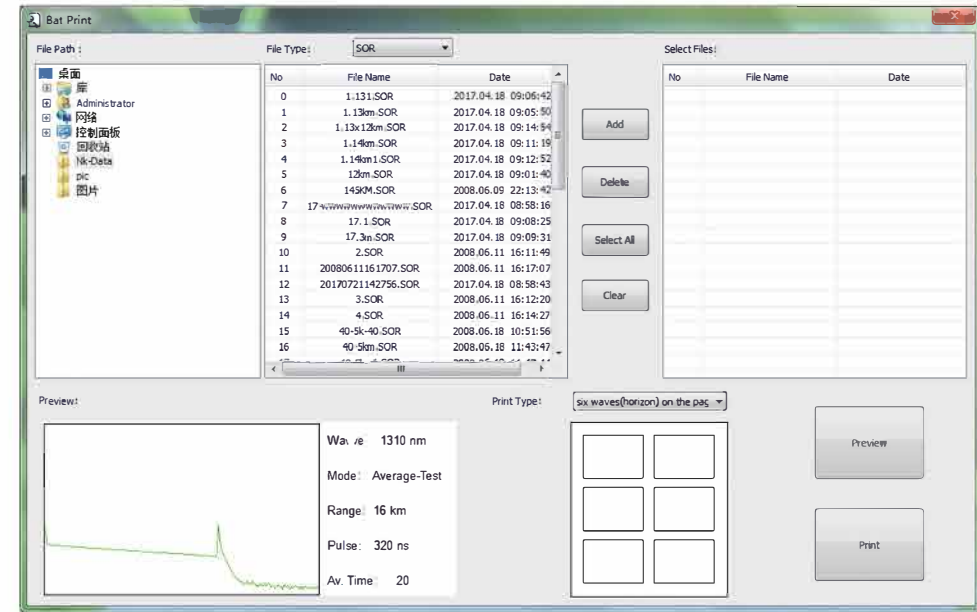 Bat Print
File Path :
File Type:
SOR
Select Files:
桌面
库
Administrator
网络
控制面板
回收站
Nk-Data
pic
图片
No File Name Date
0 1.131.SOR 2017.04.18 09:06:42
1 1.13km.SOR 2017.04.18 09:05:50
2 1.13x12km.SOR 2017.04.18 09:14:54
3 1.14km.SOR 2017.04.18 09:11:19
4 1.14km1.SOR 2017.04.18 09:12:52
5 12km.SOR 2017.04.18 09:01:40
6 145KM.SOR 2008.06.09 22:13:42
7 2017.04.18 08:58:16
8 17.1.SOR 2017.04.18 09:08:25
9 17.3m.SOR 2017.04.18 09:09:31
10 2.SOR 2008.06.11 16:11:49
11 20080611161707.SOR 2008.06.11 16:17:07
12 20170721142756.SOR 2017.04.18 08:58:43
13 3.SOR 2008.06.11 16:12:20
14 4.SOR 2008.06.11 16:14:27
15 40-5k-40.SOR 2008.06.18 10:51:56
16 40-5km.SOR 2008.06.18 11:43:47
Add
Delete
Select All
Clear
No File Name Date
Preview:
Wave 1310 nm
Mode: Average-Test
Range: 16 km
Pulse: 320 ns
Av. Time 20
Print Type:
six waves(horizon) on the pag
Preview
Print